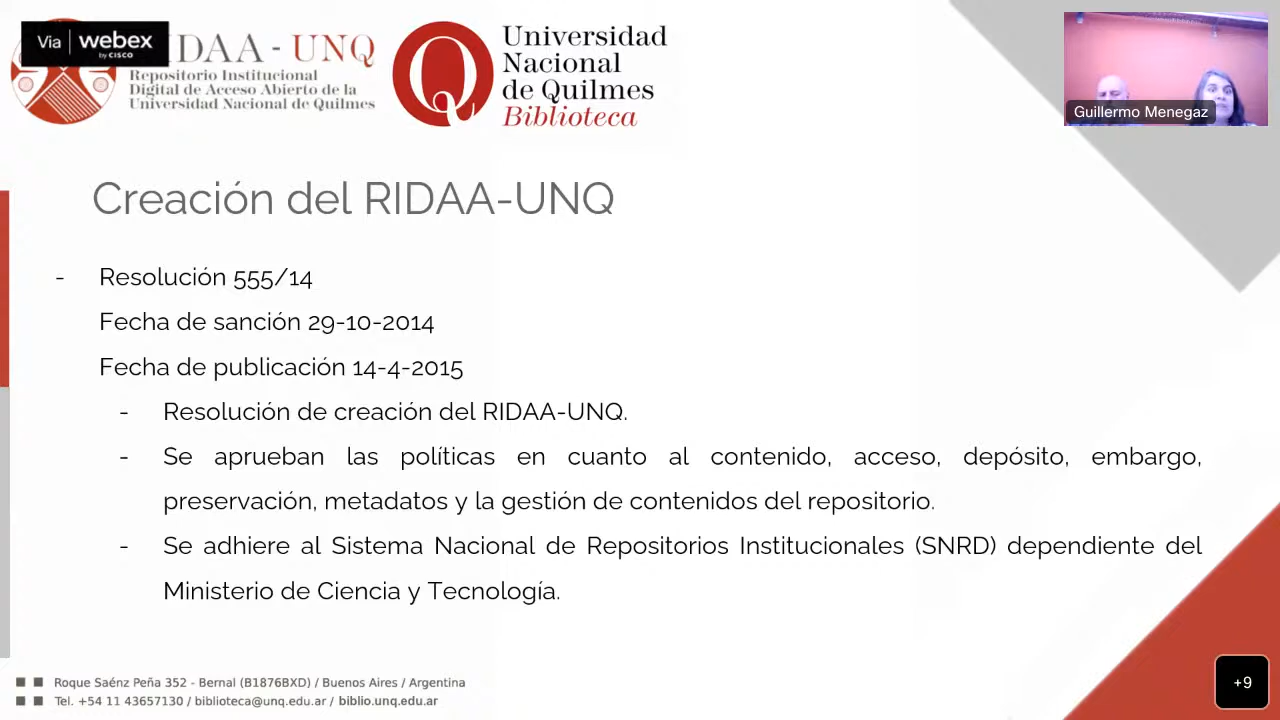 Via webex
by CISCO
IDAA - UNQ
Repositorio Institucional
Digital de Acceso Abierto de la
Universidad Nacional de Quilmes
Universidad
Nacional
de Quilmes
Biblioteca
Guillermo Menegaz
Creación del RIDAA-UNQ
- Resolución 555/14
Fecha de sanción 29-10-2014
Fecha de publicación 14-4-2015
- Resolución de creación del RIDAA-UNQ.
- Se aprueban las políticas en cuanto al contenido, acceso, depósito, embargo,
preservación, metadatos y la gestión de contenidos del repositorio.
- Se adhiere al Sistema Nacional de Repositorios Institucionales (SNRD) dependiente del
Ministerio de Ciencia y Tecnología.
Roque Saénz Peña 352 - Bernal (B1876BXD) / Buenos Aires / Argentina
Tel. +54 11 43657130 / biblioteca@unq.edu.ar / biblio.unq.edu.ar
+9